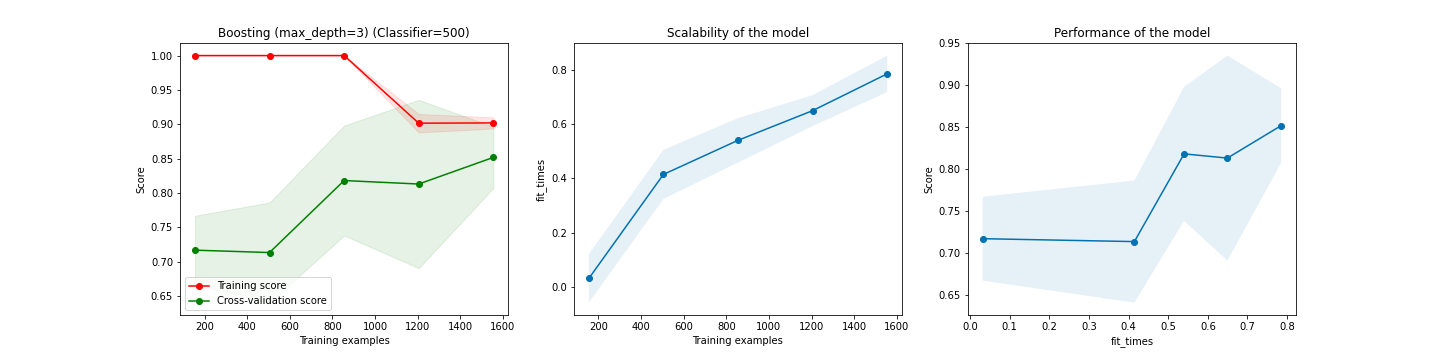 Boosting (max_depth=3) (Classifier=500)
1.00
0.95
0.90
0.85
0.80
0.75
0.70
0.65
Score
Training score
Cross-validation score
200 400 600 800 1000 1200 1400 1600
Training examples
Scalability of the model
0.8
0.6
0.4
0.2
0.0
fit_times
200 400 600 800 1000 1200 1400 1600
Training examples
Performance of the model
0.95
0.90
0.85
0.80
0.75
0.70
0.65
Score
0.0 0.1 0.2 0.3 0.4 0.5 0.6 0.7 0.8
fit_times